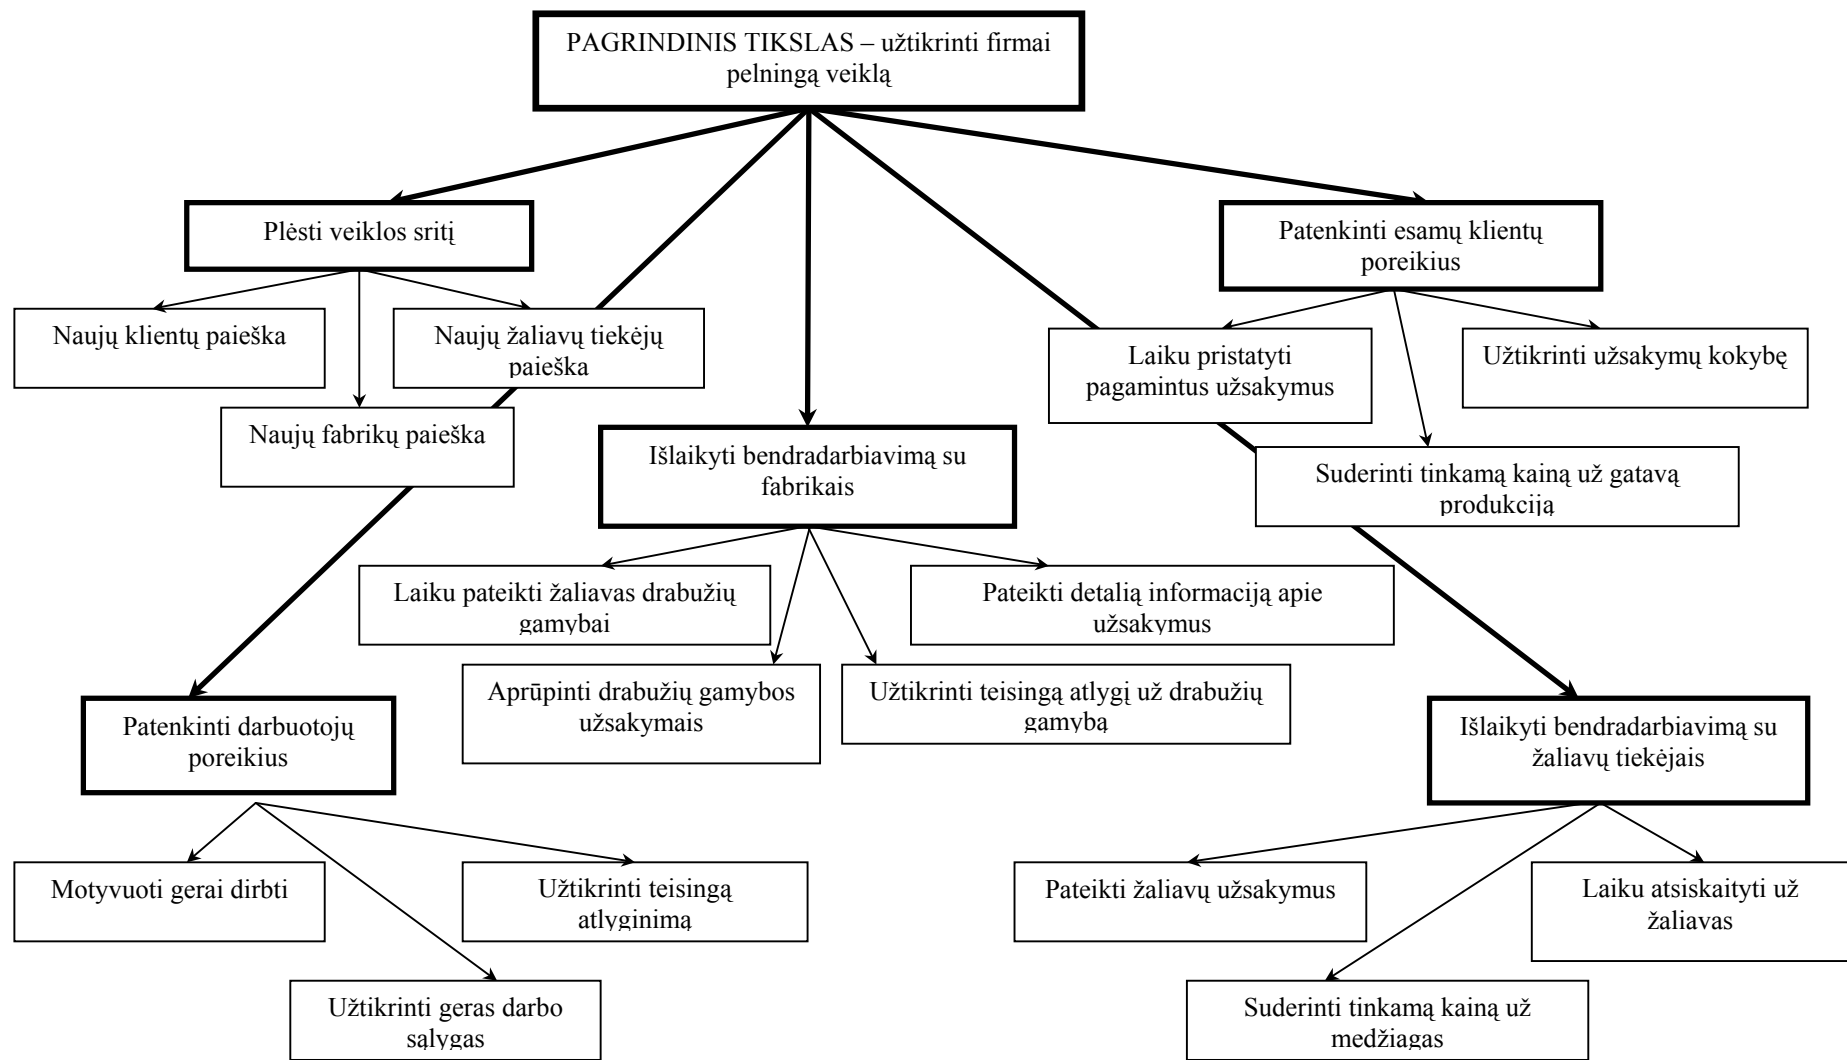 PAGRINDINIS TIKSLAS – užtikrinti firmai
pelningą veiklą
Plėsti veiklos sritį
Patenkinti esamų klientų
poreikius
Naujų klientų paieška
Naujų žaliavų tiekėjų
paieška
Laiku pristatyti
pagamintus užsakymus
Užtikrinti užsakymų kokybę
Naujų fabrikų paieška
Išlaikyti bendradarbiavimą su
fabrikais
Suderinti tinkamą kainą už gatavą
produkciją
Laiku pateikti žaliavas drabužių
gamybai
Pateikti detalią informaciją apie
užsakymus
Aprūpinti drabužių gamybos
užsakymais
Užtikrinti teisingą atlygį už drabužių
gamybą
Patenkinti darbuotojų
poreikius
Išlaikyti bendradarbiavimą su
žaliavų tiekėjais
Motyvuoti gerai dirbti
Užtikrinti teisingą
atlyginimą
Pateikti žaliavų užsakymus
Laiku atsiskaityti už
žaliavas
Užtikrinti geras darbo
sąlygas
Suderinti tinkamą kainą už
medžiagas